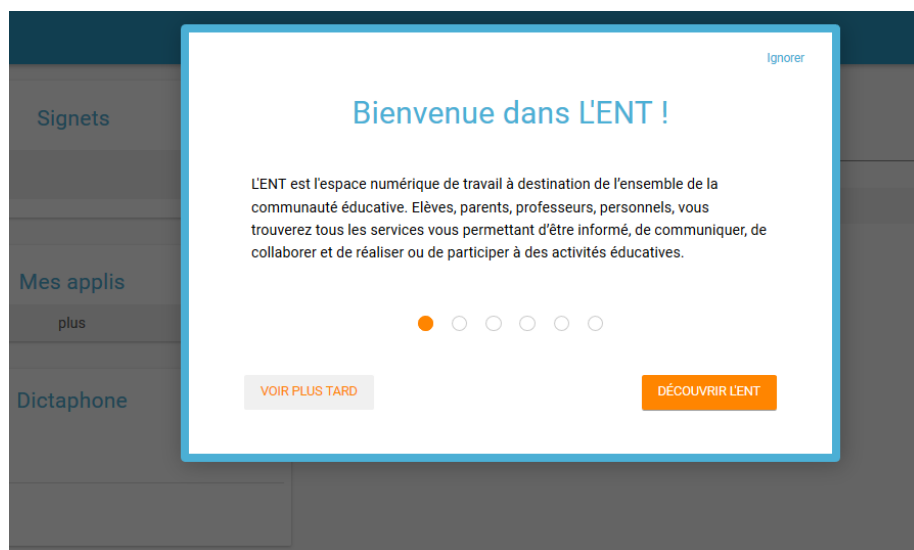 Ignorer
Signets
Bienvenue dans L'ENT !
L'ENT est l'espace numérique de travail à destination de l'ensemble de la
communauté éducative. Elèves, parents, professeurs, personnels, vous
trouverez tous les services vous permettant d'être informé, de communiquer, de
collaborer et de réaliser ou de participer à des activités éducatives.
Mes applis
plus
VOIR PLUS TARD
DÉCOUVRIR L'ENT
Dictaphone